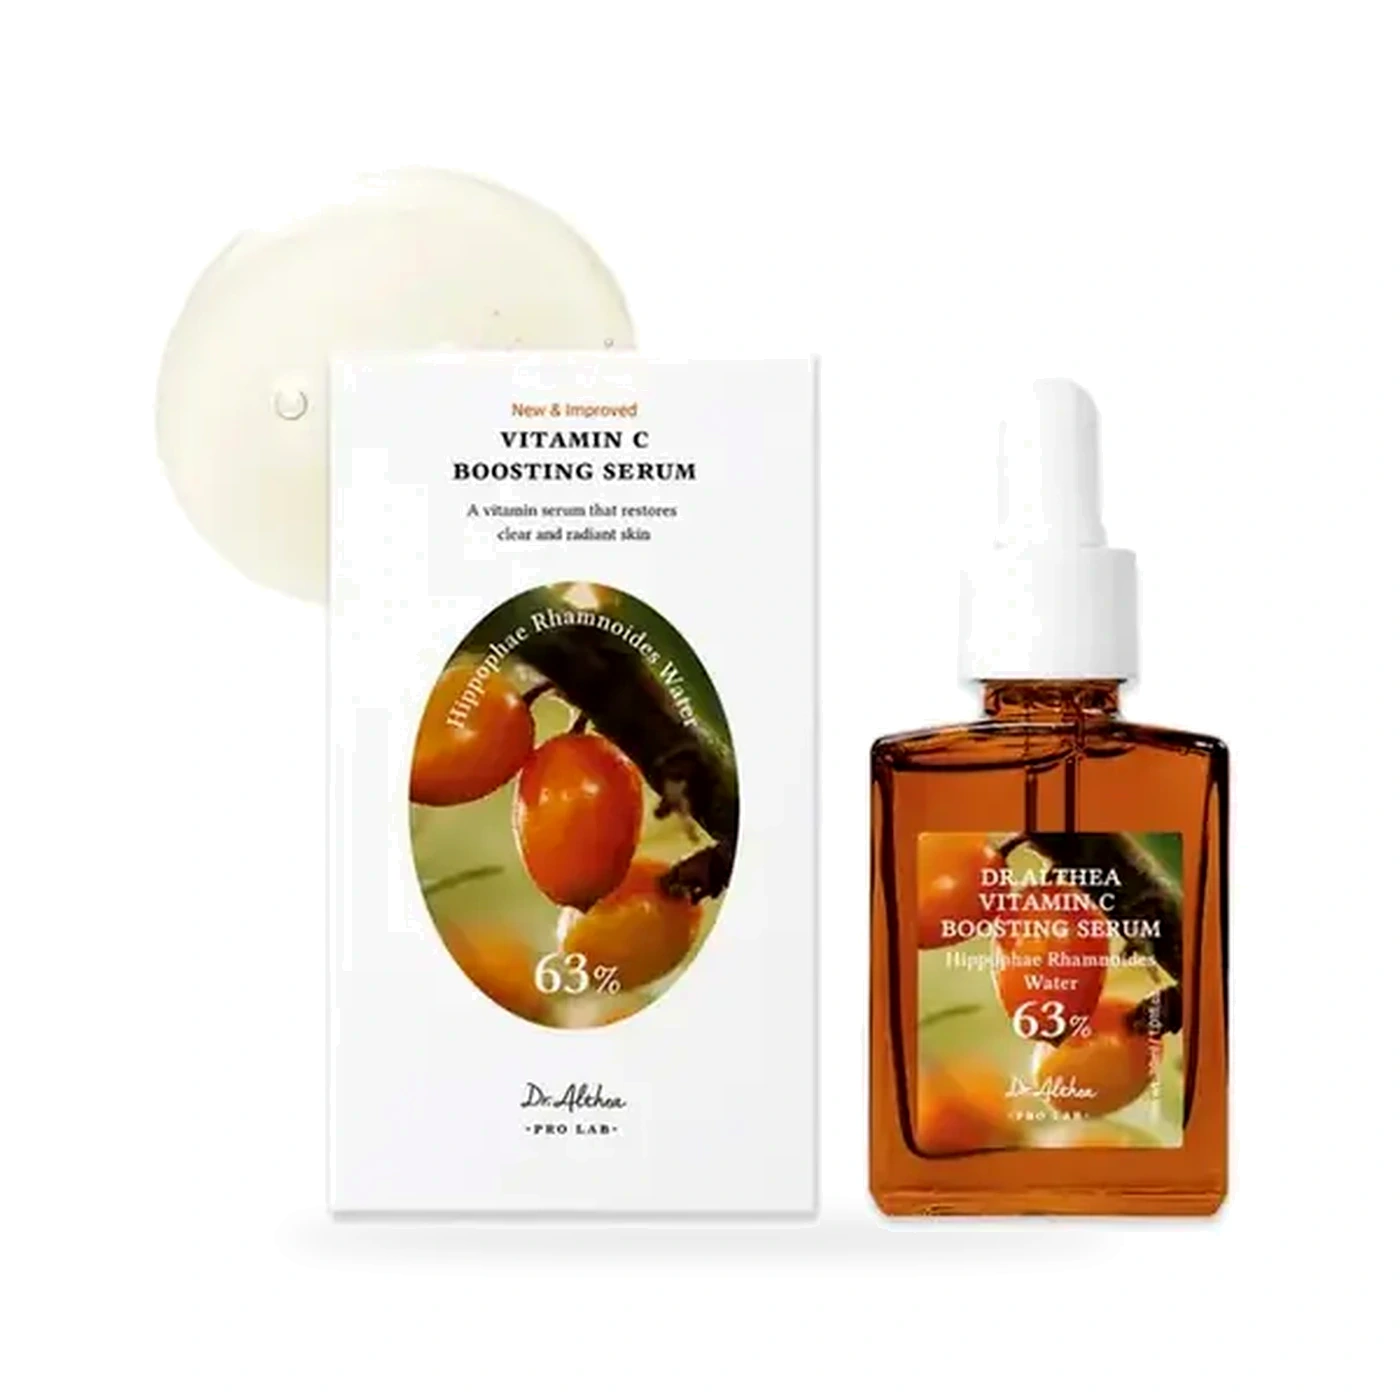 New & Improved
VITAMIN C
BOOSTING SERUM
A vitamin serum that restores
clear and radiant skin
Hippophae Rhamnoides Water
63%
Dr. Althea
·PRO LAB·
DR.ALTHEA
VITAMIN C
BOOSTING SERUM
Hippophae Rhamnoides
Water
63%
Dr. Althea
·PRO LAB·